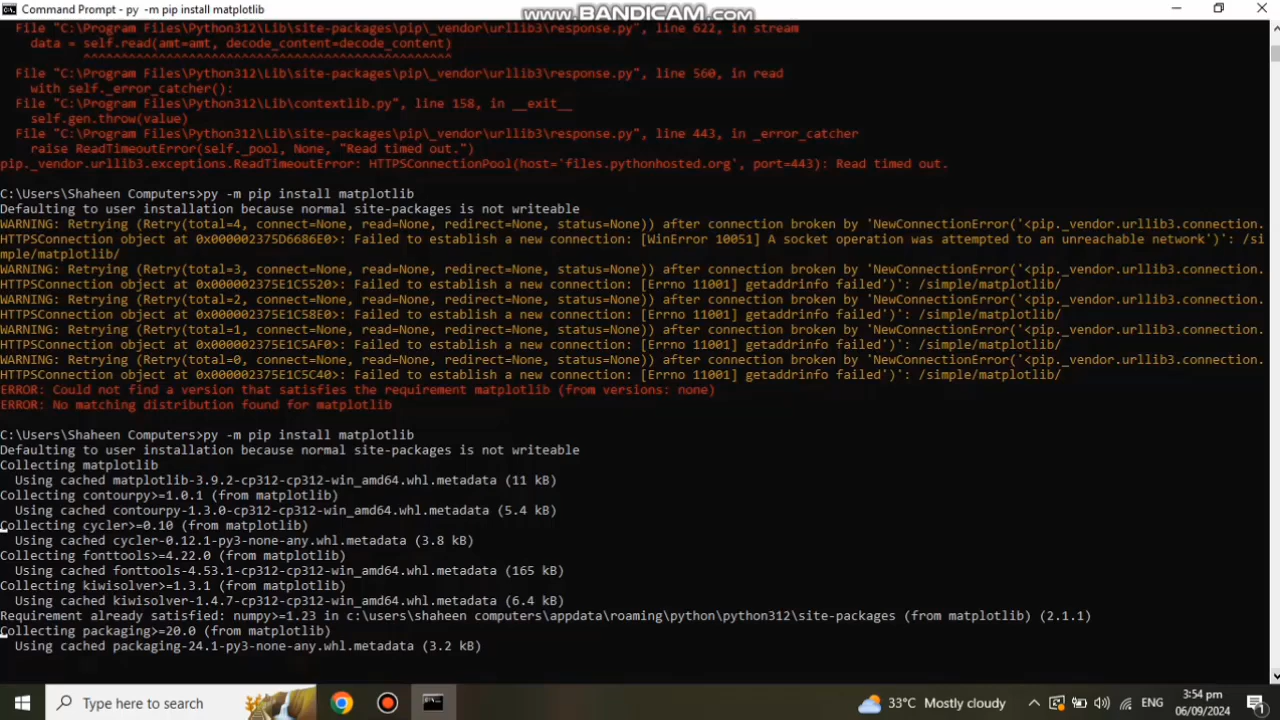 Command Prompt - py -m pip install matplotlib
www.BANDICAM.com
File "C:\Program Files\Python312\Lib\site-packages\pip\_vendor\urllib3\response.py", line 622, in stream
data = self.read(amt=amt, decode_content=decode_content)
^^^^^^^^^^^^^^^^^^^^^^^^^^^^^^^^^^^^^^^^^^^^^^^^^
File "C:\Program Files\Python312\Lib\site-packages\pip\_vendor\urllib3\response.py", line 560, in read
with self._error_catcher():
File "C:\Program Files\Python312\Lib\contextlib.py", line 158, in __exit__
self.gen.throw(value)
File "C:\Program Files\Python312\Lib\site-packages\pip\_vendor\urllib3\response.py", line 443, in _error_catcher
raise ReadTimeoutError(self._pool, None, "Read timed out.")
pip._vendor.urllib3.exceptions.ReadTimeoutError: HTTPSConnectionPool(host='files.pythonhosted.org', port=443): Read timed out.
C:\Users\Shaheen Computers>py -m pip install matplotlib
Defaulting to user installation because normal site-packages is not writeable
WARNING: Retrying (Retry(total=4, connect=None, read=None, redirect=None, status=None)) after connection broken by 'NewConnectionError('<pip._vendor.urllib3.connection.
HTTPSConnection object at 0x000002375D6686E0>: Failed to establish a new connection: [WinError 10051] A socket operation was attempted to an unreachable network')': /si
mple/matplotlib/
WARNING: Retrying (Retry(total=3, connect=None, read=None, redirect=None, status=None)) after connection broken by 'NewConnectionError('<pip._vendor.urllib3.connection.
HTTPSConnection object at 0x000002375E1C5520>: Failed to establish a new connection: [Errno 11001] getaddrinfo failed')': /simple/matplotlib/
WARNING: Retrying (Retry(total=2, connect=None, read=None, redirect=None, status=None)) after connection broken by 'NewConnectionError('<pip._vendor.urllib3.connection.
HTTPSConnection object at 0x000002375E1C58E0>: Failed to establish a new connection: [Errno 11001] getaddrinfo failed')': /simple/matplotlib/
WARNING: Retrying (Retry(total=1, connect=None, read=None, redirect=None, status=None)) after connection broken by 'NewConnectionError('<pip._vendor.urllib3.connection.
HTTPSConnection object at 0x000002375E1C5AF0>: Failed to establish a new connection: [Errno 11001] getaddrinfo failed')': /simple/matplotlib/
WARNING: Retrying (Retry(total=0, connect=None, read=None, redirect=None, status=None)) after connection broken by 'NewConnectionError('<pip._vendor.urllib3.connection.
HTTPSConnection object at 0x000002375E1C5C40>: Failed to establish a new connection: [Errno 11001] getaddrinfo failed')': /simple/matplotlib/
ERROR: Could not find a version that satisfies the requirement matplotlib (from versions: none)
ERROR: No matching distribution found for matplotlib
C:\Users\Shaheen Computers>py -m pip install matplotlib
Defaulting to user installation because normal site-packages is not writeable
Collecting matplotlib
Using cached matplotlib-3.9.2-cp312-cp312-win_amd64.whl.metadata (11 kB)
Collecting contourpy>=1.0.1 (from matplotlib)
Using cached contourpy-1.3.0-cp312-cp312-win_amd64.whl.metadata (5.4 kB)
Collecting cycler>=0.10 (from matplotlib)
Using cached cycler-0.12.1-py3-none-any.whl.metadata (3.8 kB)
Collecting fonttools>=4.22.0 (from matplotlib)
Using cached fonttools-4.53.1-cp312-cp312-win_amd64.whl.metadata (165 kB)
Collecting kiwisolver>=1.3.1 (from matplotlib)
Using cached kiwisolver-1.4.7-cp312-cp312-win_amd64.whl.metadata (6.4 kB)
Requirement already satisfied: numpy>=1.23 in c:\users\shaheen computers\appdata\roaming\python\python312\site-packages (from matplotlib) (2.1.1)
Collecting packaging>=20.0 (from matplotlib)
Using cached packaging-24.1-py3-none-any.whl.metadata (3.2 kB)
Type here to search
33°C Mostly cloudy
ENG
3:54 pm
06/09/2024
1